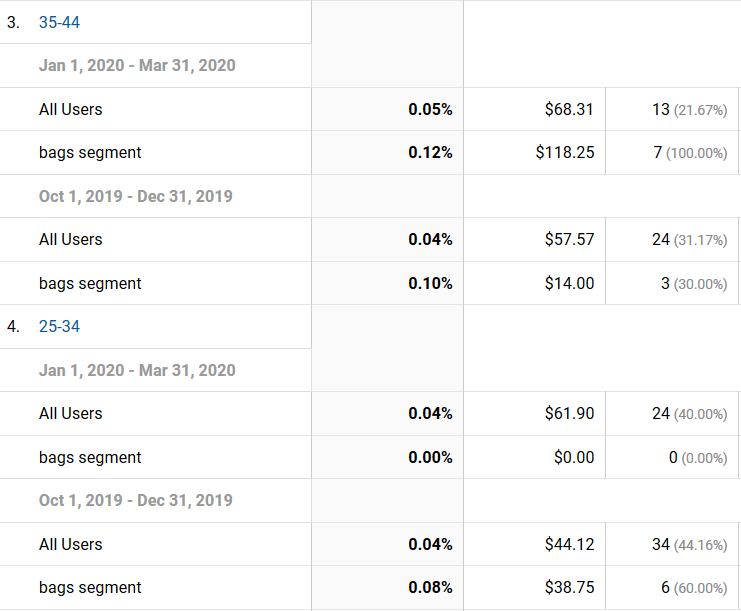 3. 35-44
Jan 1, 2020 - Mar 31, 2020
All Users 0.05% $68.31 13 (21.67%)
bags segment 0.12% $118.25 7 (100.00%)
Oct 1, 2019 - Dec 31, 2019
All Users 0.04% $57.57 24 (31.17%)
bags segment 0.10% $14.00 3 (30.00%)
4. 25-34
Jan 1, 2020 - Mar 31, 2020
All Users 0.04% $61.90 24 (40.00%)
bags segment 0.00% $0.00 0 (0.00%)
Oct 1, 2019 - Dec 31, 2019
All Users 0.04% $44.12 34 (44.16%)
bags segment 0.08% $38.75 6 (60.00%)